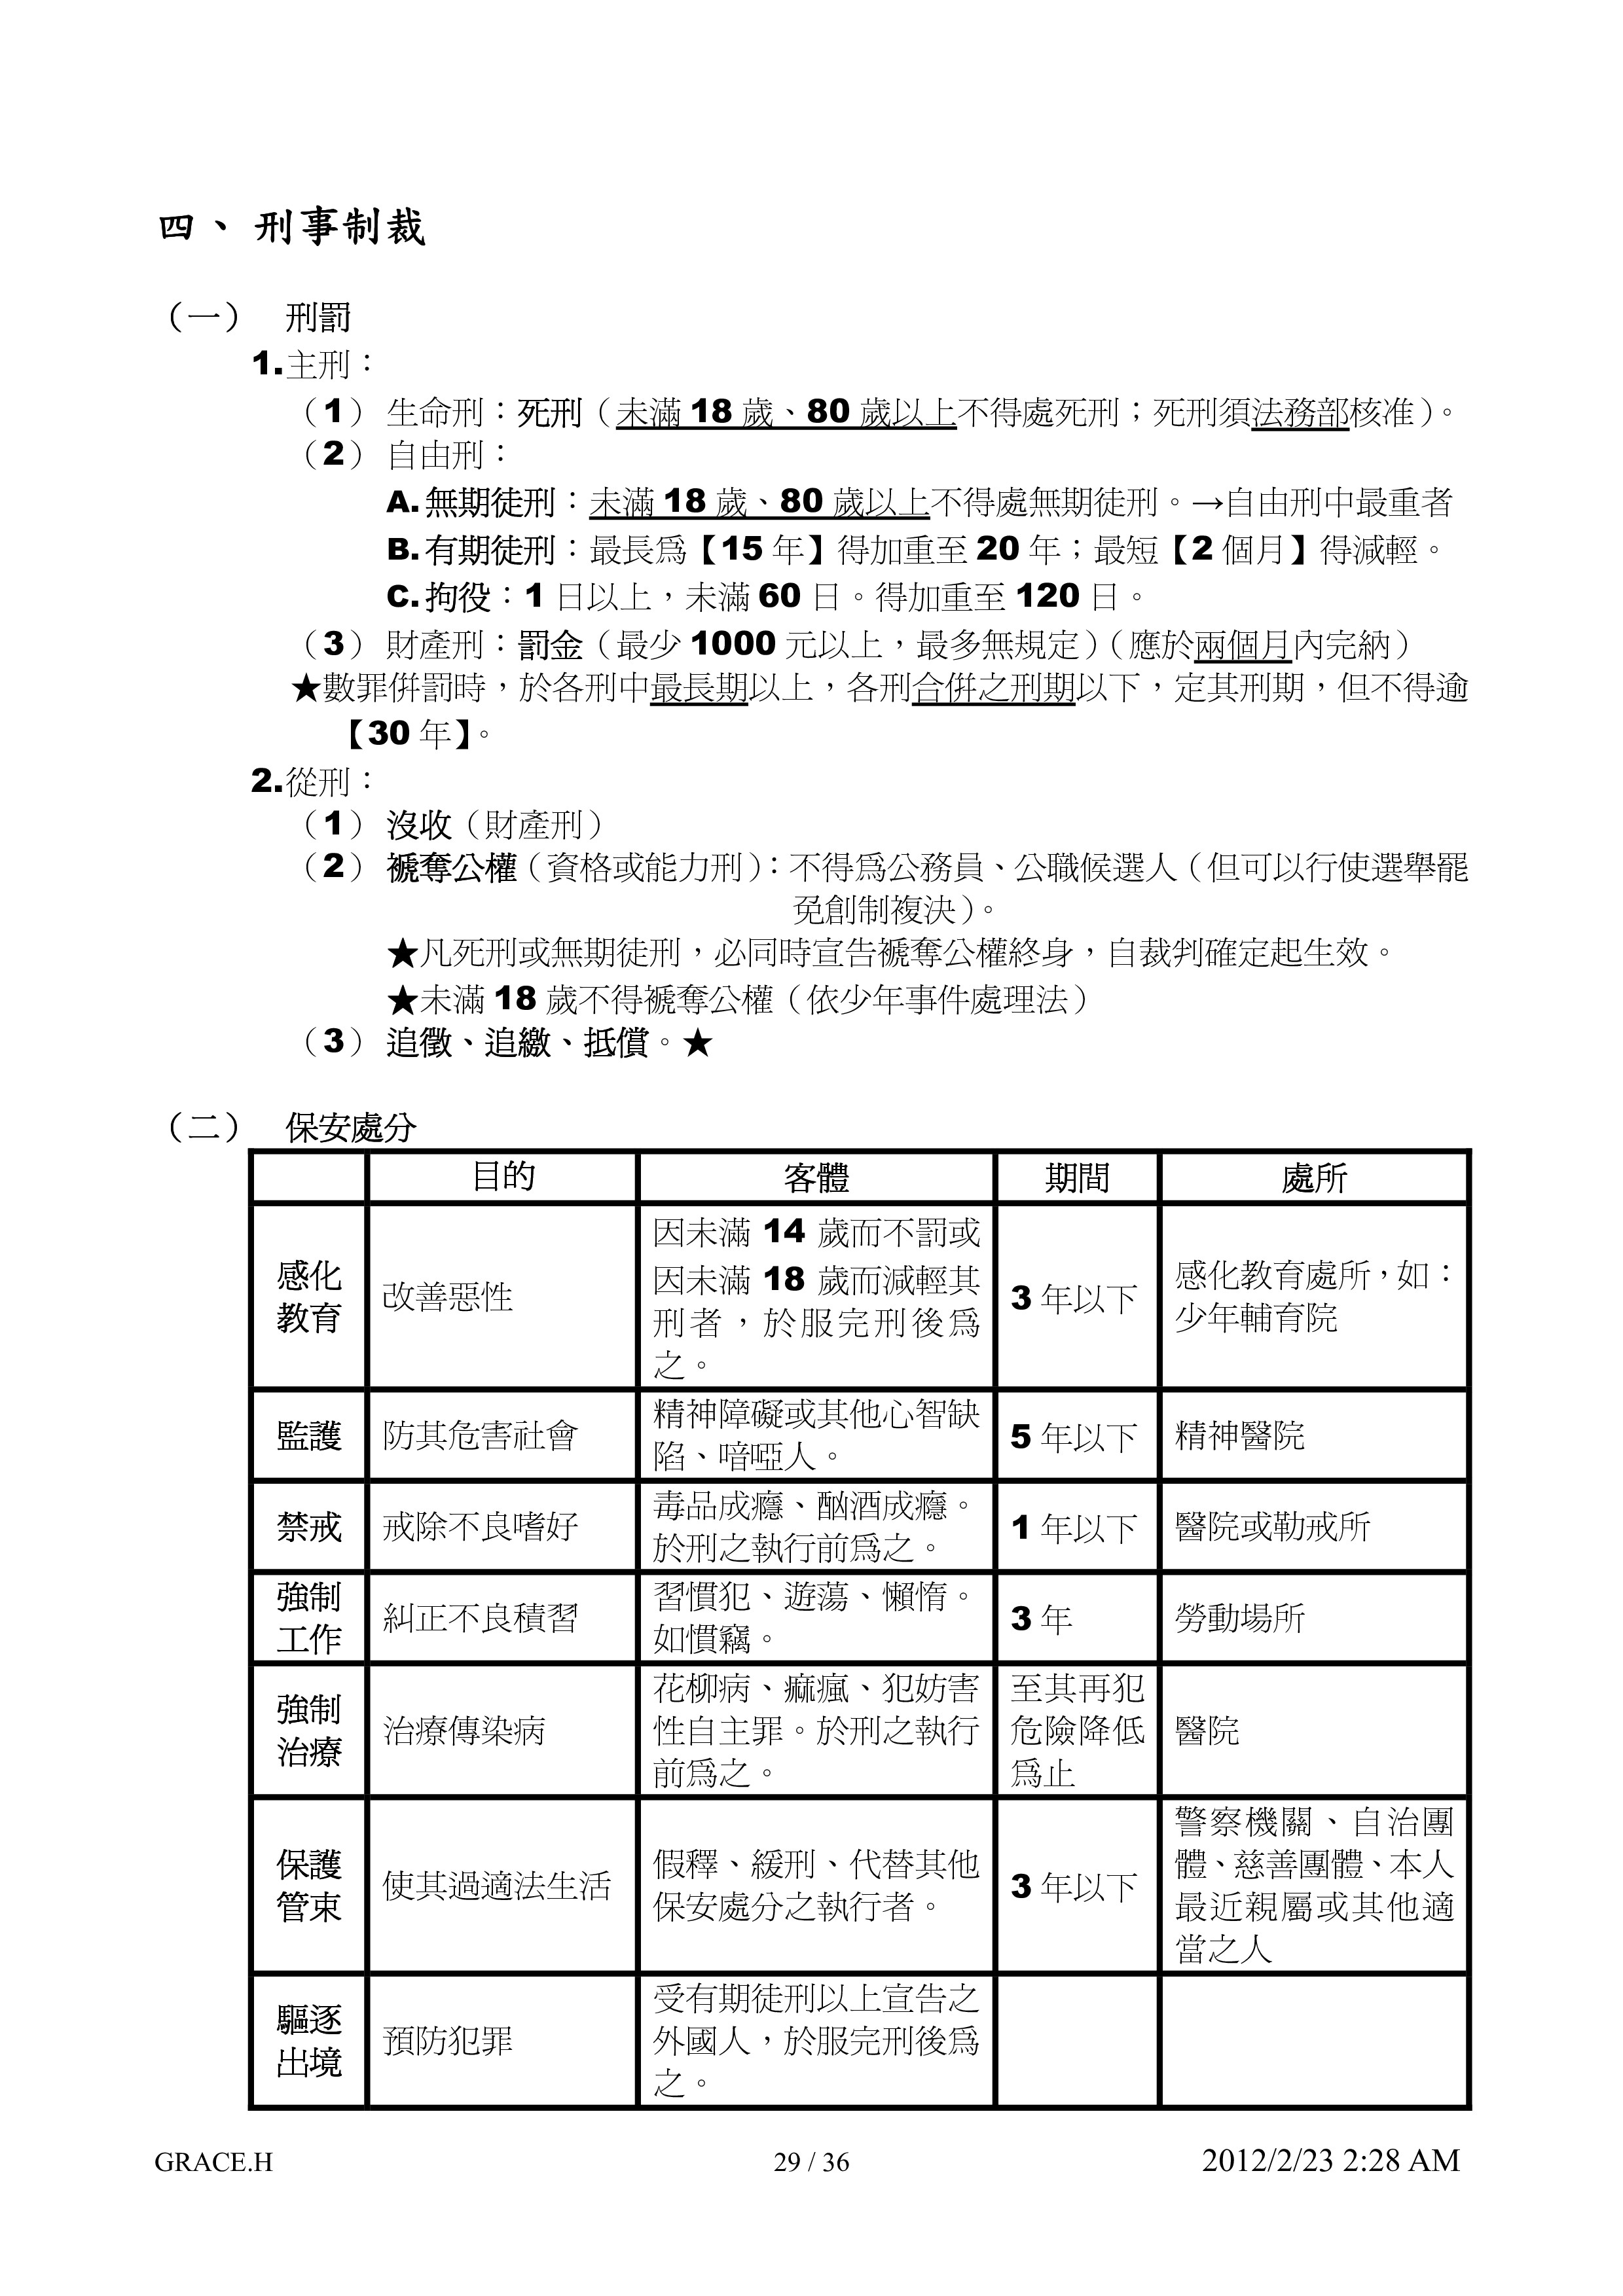 四、 刑事制裁
（一） 刑罰
1.主刑：
（1） 生命刑：死刑（未滿 18 歲、80 歲以上不得處死刑；死刑須法務部核准）。
（2） 自由刑：
A.無期徒刑：未滿 18 歲、80 歲以上不得處無期徒刑。→自由刑中最重者
B.有期徒刑：最長爲【15 年】得加重至 20 年；最短【2 個月】得減輕。
C.拘役：1 日以上，未滿 60 日。得加重至 120 日。
（3） 財產刑：罰金（最少 1000 元以上，最多無規定）（應於兩個月內完納）
★數罪併罰時，於各刑中最長期以上，各刑合併之刑期以下，定其刑期，但不得逾
【30 年】。
2.從刑：
（1） 沒收（財產刑）
（2） 褫奪公權（資格或能力刑）：不得爲公務員、公職候選人（但可以行使選舉罷
免創制複決）。
★凡死刑或無期徒刑，必同時宣告褫奪公權終身，自裁判確定起生效。
★未滿 18 歲不得褫奪公權（依少年事件處理法）
（3） 追徵、追繳、抵償。★
（二） 保安處分
目的 客體 期間 處所
感化
教育
改善惡性
因未滿 14 歲而不罰或
因未滿 18 歲而減輕其
刑者，於服完刑後爲
之。
3 年以下
感化教育處所，如：
少年輔育院
監護
防其危害社會
精神障礙或其他心智缺
陷、喑啞人。
5 年以下
精神醫院
禁戒
戒除不良嗜好
毒品成癮、酗酒成癮。
於刑之執行前爲之。
1 年以下
醫院或勒戒所
強制
工作
糾正不良積習
習慣犯、遊蕩、懶惰。
如慣竊。
3 年
勞動場所
強制
治療
治療傳染病
花柳病、痲瘋、犯妨害
性自主罪。於刑之執行
前爲之。
至其再犯
危險降低
爲止
醫院
保護
管束
使其過適法生活
假釋、緩刑、代替其他
保安處分之執行者。
3 年以下
警察機關、自治團
體、慈善團體、本人
最近親屬或其他適
當之人
驅逐
出境
預防犯罪
受有期徒刑以上宣告之
外國人，於服完刑後爲
之。
GRACE.H 29 / 36 2012/2/23 2:28 AM